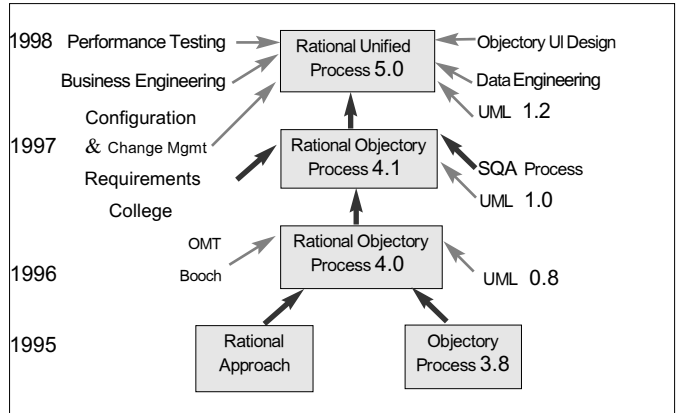 1998 Performance Testing Rational Unified Objectory UI Design
Process 5.0
Business Engineering Data Engineering
UML 1.2
Configuration
1997 & Change Mgmt Rational Objectory
Process 4.1 SQA Process
Requirements
UML 1.0
College
OMT Rational Objectory
Process 4.0
1996 Booch UML 0.8
1995 Rational Objectory
Approach Process 3.8